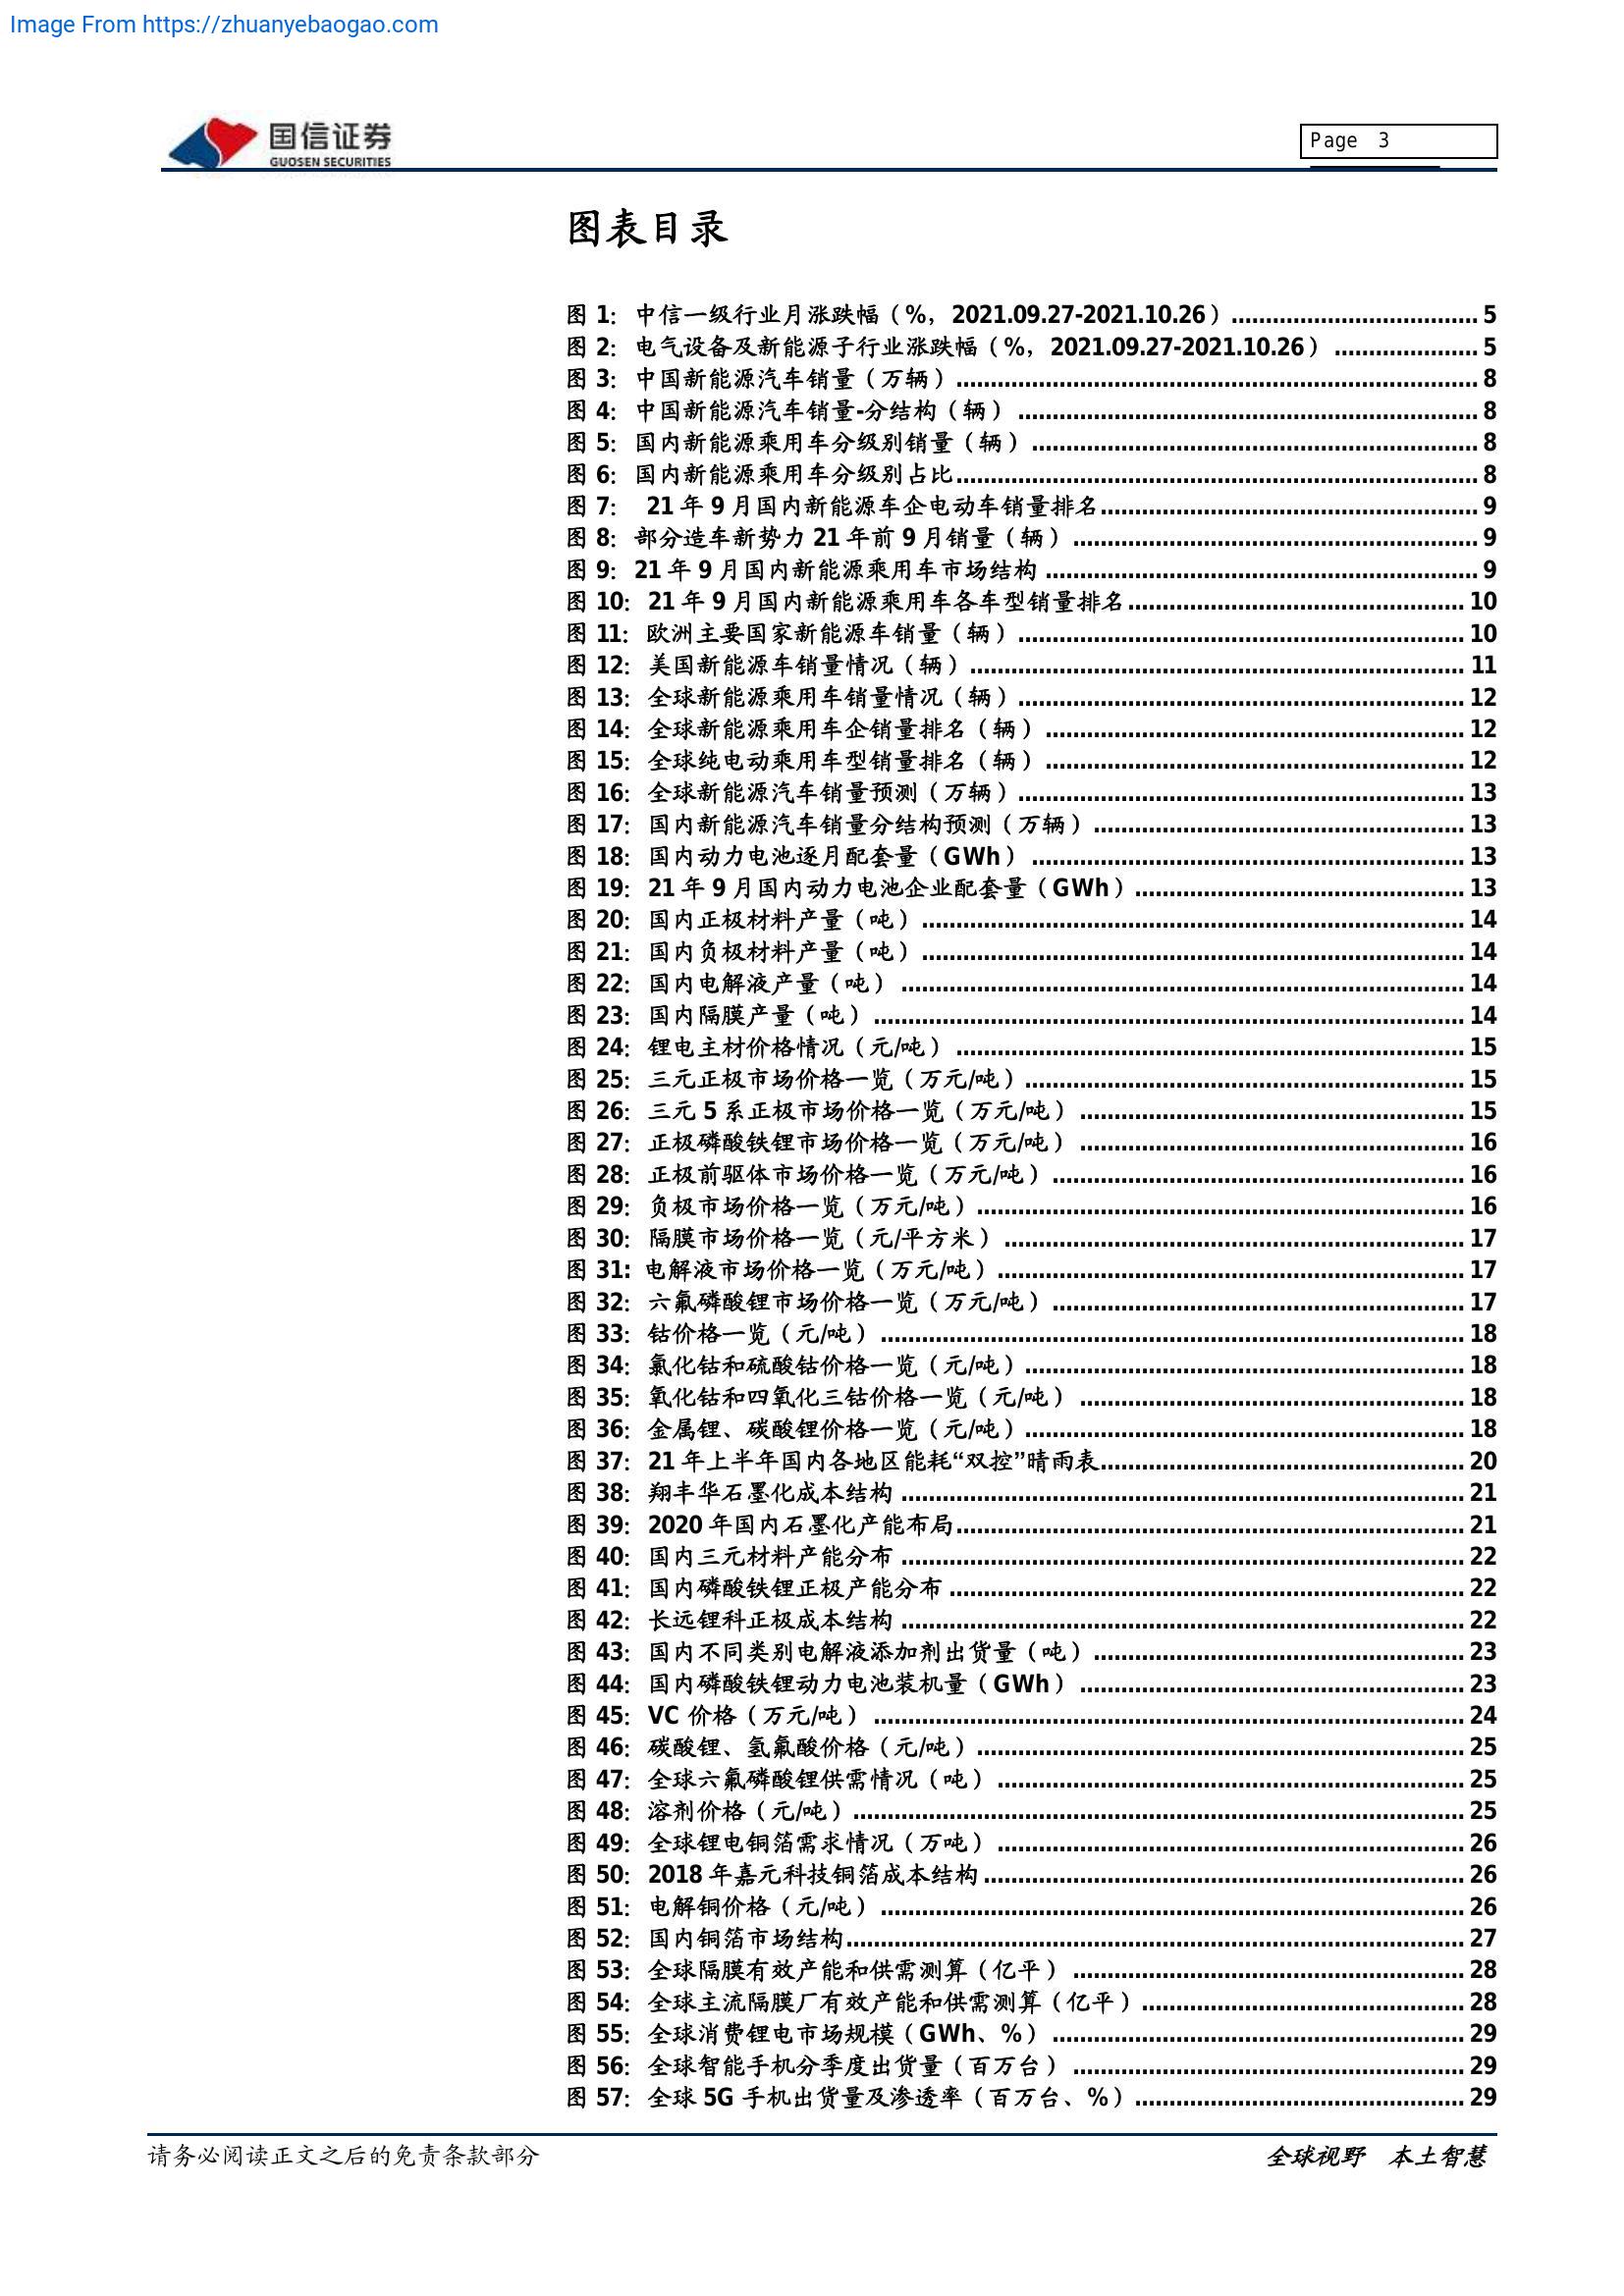 Image From https://zhuanyebaogao.com
国信证券
GUOSEN SECURITIES
Page 3
图表目录
图 1：中信一级行业月涨跌幅（%，2021.09.27-2021.10.26）.................................... 5
图 2：电气设备及新能源子行业涨跌幅（%，2021.09.27-2021.10.26）..................... 5
图 3：中国新能源汽车销量（万辆）............................................................................ 8
图 4：中国新能源汽车销量-分结构（辆）................................................................... 8
图 5：国内新能源乘用车分级别销量（辆）................................................................. 8
图 6：国内新能源乘用车分级别占比............................................................................ 8
图 7： 21 年 9 月国内新能源车企电动车销量排名........................................................ 9
图 8：部分造车新势力 21 年前 9 月销量（辆）........................................................... 9
图 9：21 年 9 月国内新能源乘用车市场结构................................................................ 9
图 10：21 年 9 月国内新能源乘用车各车型销量排名................................................. 10
图 11：欧洲主要国家新能源车销量（辆）................................................................. 10
图 12：美国新能源车销量情况（辆）........................................................................ 11
图 13：全球新能源乘用车销量情况（辆）................................................................. 12
图 14：全球新能源乘用车企销量排名（辆）............................................................. 12
图 15：全球纯电动乘用车型销量排名（辆）............................................................. 12
图 16：全球新能源汽车销量预测（万辆）................................................................. 13
图 17：国内新能源汽车销量分结构预测（万辆）...................................................... 13
图 18：国内动力电池逐月配套量（GWh）............................................................... 13
图 19：21 年 9 月国内动力电池企业配套量（GWh）................................................ 13
图 20：国内正极材料产量（吨）............................................................................... 14
图 21：国内负极材料产量（吨）............................................................................... 14
图 22：国内电解液产量（吨）.................................................................................. 14
图 23：国内隔膜产量（吨）...................................................................................... 14
图 24：锂电主材价格情况（元/吨）.......................................................................... 15
图 25：三元正极市场价格一览（万元/吨）................................................................ 15
图 26：三元 5 系正极市场价格一览（万元/吨）........................................................ 15
图 27：正极磷酸铁锂市场价格一览（万元/吨）........................................................ 16
图 28：正极前驱体市场价格一览（万元/吨）............................................................ 16
图 29：负极市场价格一览（万元/吨）....................................................................... 16
图 30：隔膜市场价格一览（元/平方米）................................................................... 17
图 31: 电解液市场价格一览（万元/吨）.................................................................... 17
图 32：六氟磷酸锂市场价格一览（万元/吨）............................................................ 17
图 33：钴价格一览（元/吨）..................................................................................... 18
图 34：氯化钴和硫酸钴价格一览（元/吨）................................................................ 18
图 35：氧化钴和四氧化三钴价格一览（元/吨）........................................................ 18
图 36：金属锂、碳酸锂价格一览（元/吨）................................................................ 18
图 37：21 年上半年国内各地区能耗“双控”晴雨表..................................................... 20
图 38：翔丰华石墨化成本结构.................................................................................. 21
图 39：2020 年国内石墨化产能布局.......................................................................... 21
图 40：国内三元材料产能分布.................................................................................. 22
图 41：国内磷酸铁锂正极产能分布........................................................................... 22
图 42：长远锂科正极成本结构.................................................................................. 22
图 43：国内不同类别电解液添加剂出货量（吨）...................................................... 23
图 44：国内磷酸铁锂动力电池装机量（GWh）........................................................ 23
图 45：VC 价格（万元/吨）...................................................................................... 24
图 46：碳酸锂、氢氟酸价格（元/吨）....................................................................... 25
图 47：全球六氟磷酸锂供需情况（吨）.................................................................... 25
图 48：溶剂价格（元/吨）......................................................................................... 25
图 49：全球锂电铜箔需求情况（万吨）.................................................................... 26
图 50：2018 年嘉元科技铜箔成本结构...................................................................... 26
图 51：电解铜价格（元/吨）..................................................................................... 26
图 52：国内铜箔市场结构.......................................................................................... 27
图 53：全球隔膜有效产能和供需测算（亿平）......................................................... 28
图 54：全球主流隔膜厂有效产能和供需测算（亿平）............................................... 28
图 55：全球消费锂电市场规模（GWh、%）............................................................ 29
图 56：全球智能手机分季度出货量（百万台）......................................................... 29
图 57：全球 5G 手机出货量及渗透率（百万台、%）................................................ 29
请务必阅读正文之后的免责条款部分
全球视野 本土智慧